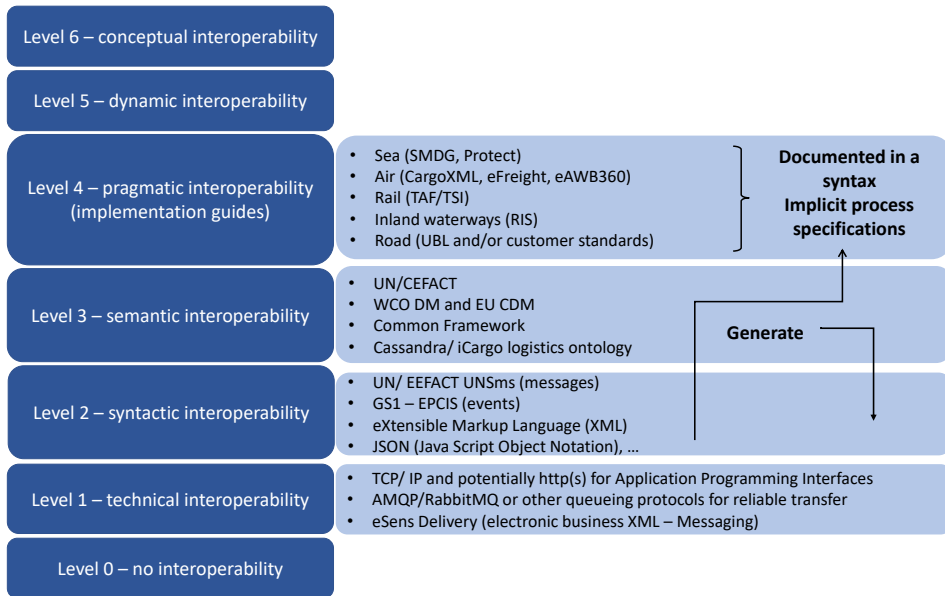 Level 6 – conceptual interoperability
Level 5 – dynamic interoperability
Level 4 – pragmatic interoperability
(implementation guides)
• Sea (SMDG, Protect)
• Air (CargoXML, eFreight, eAWB360)
• Rail (TAF/TSI)
• Inland waterways (RIS)
• Road (UBL and/or customer standards)
Documented in a
syntax
Implicit process
specifications
Level 3 – semantic interoperability
• UN/CEFACT
• WCO DM and EU CDM
• Common Framework
• Cassandra/ iCargo logistics ontology
Generate
Level 2 – syntactic interoperability
• UN/ EEFACT UNSms (messages)
• GS1 – EPCIS (events)
• eXtensible Markup Language (XML)
• JSON (Java Script Object Notation), ...
Level 1 – technical interoperability
• TCP/ IP and potentially http(s) for Application Programming Interfaces
• AMQP/RabbitMQ or other queueing protocols for reliable transfer
• eSens Delivery (electronic business XML – Messaging)
Level 0 – no interoperability